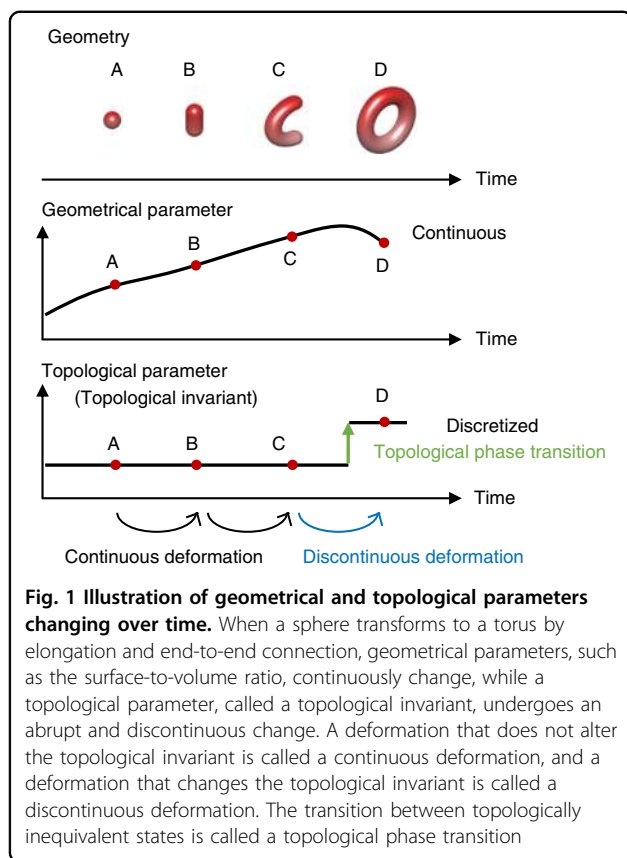 Geometry
A B C D
Time
Geometrical parameter
Continuous
A B C D
Time
Topological parameter
(Topological invariant)
D
Discretized
Topological phase transition
A B C
Time
Continuous deformation Discontinuous deformation
Fig. 1 Illustration of geometrical and topological parameters
changing over time. When a sphere transforms to a torus by
elongation and end-to-end connection, geometrical parameters, such
as the surface-to-volume ratio, continuously change, while a
topological parameter, called a topological invariant, undergoes an
abrupt and discontinuous change. A deformation that does not alter
the topological invariant is called a continuous deformation, and a
deformation that changes the topological invariant is called a
discontinuous deformation. The transition between topologically
inequivalent states is called a topological phase transition